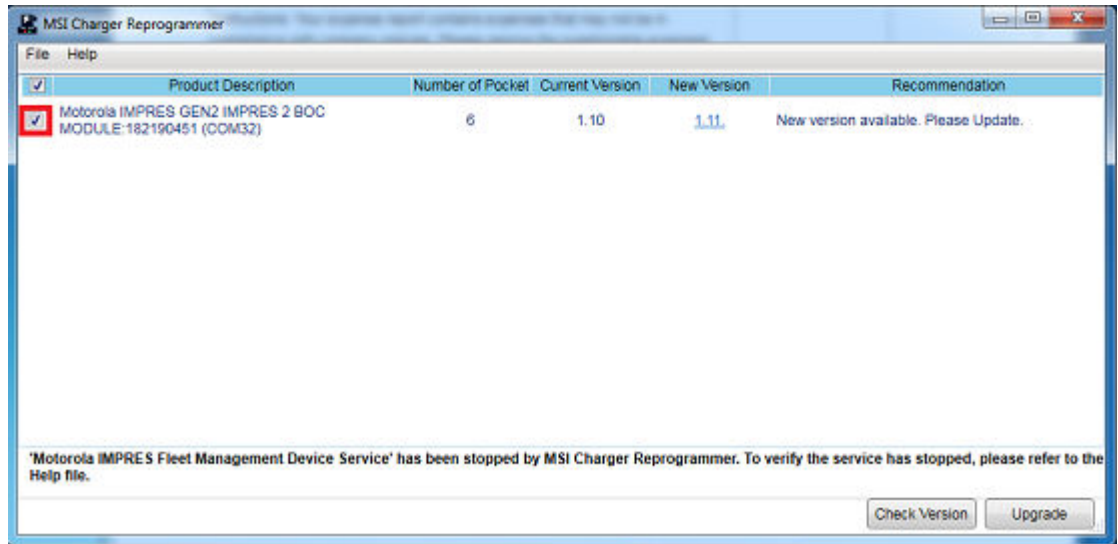 MSI Charger Reprogrammer
File Help
Product Description Number of Pocket Current Version New Version Recommendation
Motorola IMPRES GEN2 IMPRES 2 BOC
MODULE:182190451 (COM32) 6 1.10 1.11. New version available. Please Update.
'Motorola IMPRES Fleet Management Device Service' has been stopped by MSI Charger Reprogrammer. To verify the service has stopped, please refer to the
Help file.
Check Version Upgrade